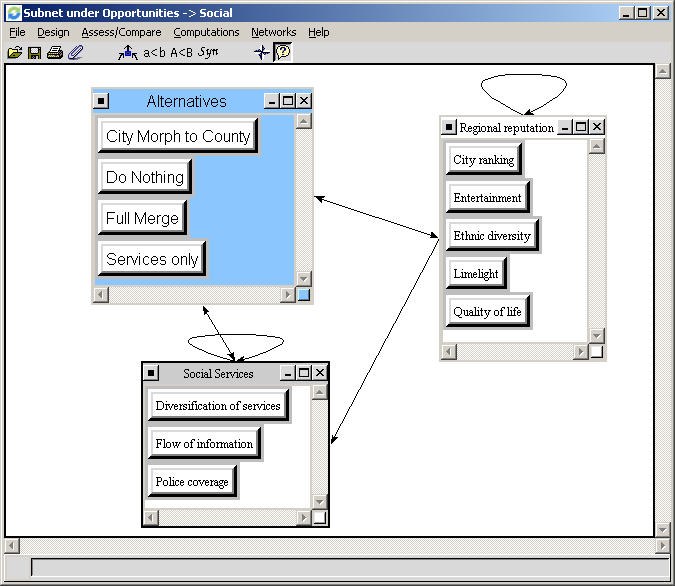 Subnet under Opportunities -> Social
File Design Assess/Compare Computations Networks Help
a<b A<B Sym
Alternatives
City Morph to County
Do Nothing
Full Merge
Services only
Regional reputation
City ranking
Entertainment
Ethnic diversity
Limelight
Quality of life
Social Services
Diversification of services
Flow of information
Police coverage